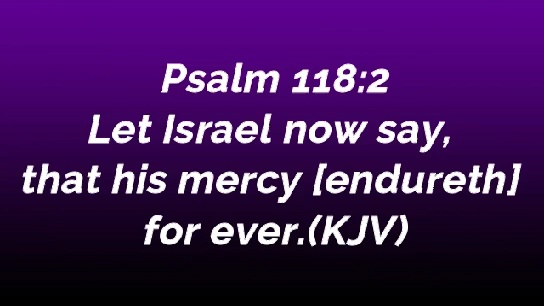 Psalm 118:2
Let Israel now say,
that his mercy [endureth]
for ever.(KJV)